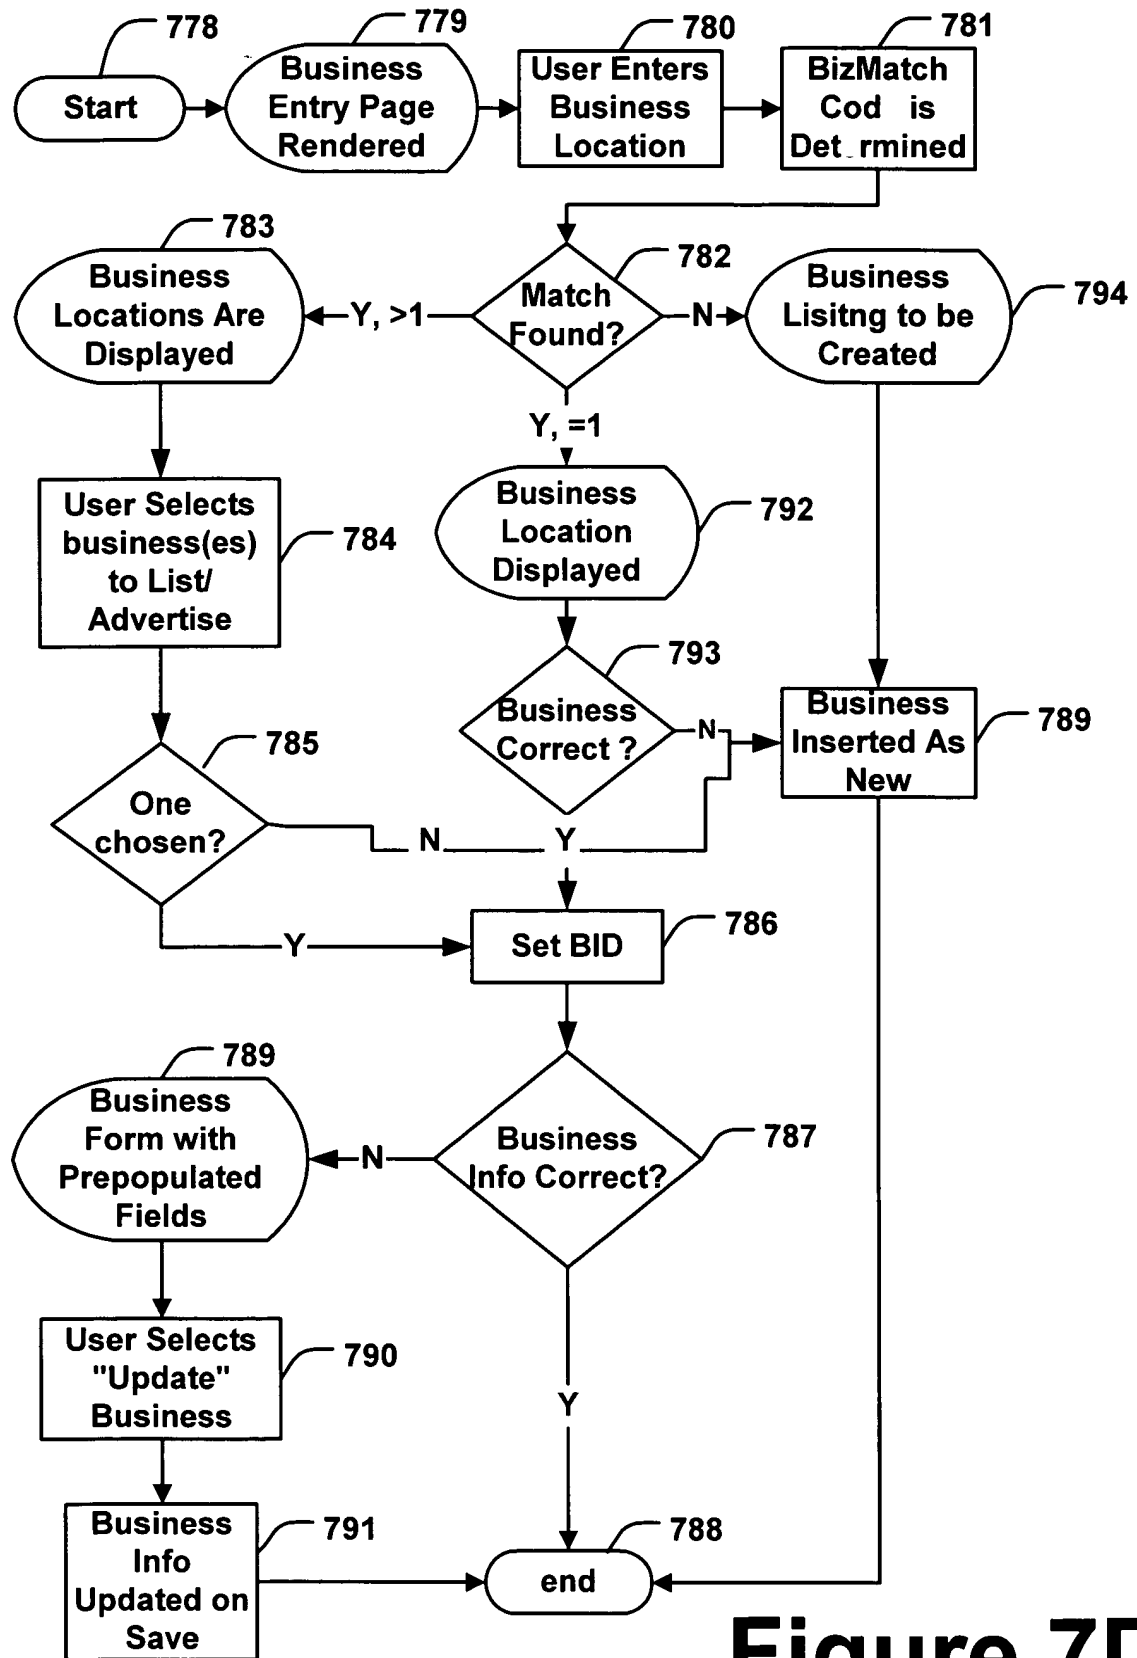 778
779
780
781
Start
Business
Entry Page
Rendered
User Enters
Business
Location
BizMatch
Cod is
Det rmined
783
782
794
Business
Locations Are
Displayed
Y, >1
Match
Found?
N
Business
Lisitng to be
Created
Y, =1
User Selects
business(es)
to List/
Advertise
784
Business
Location
Displayed
792
793
Business
Correct ?
N
Business
Inserted As
New
789
785
One
chosen?
N
Y
Y
Set BID
786
789
Business
Form with
Prepopulated
Fields
N
Business
Info Correct?
787
User Selects
"Update"
Business
790
Y
Business
Info
Updated on
Save
791
end
788
Figure 7